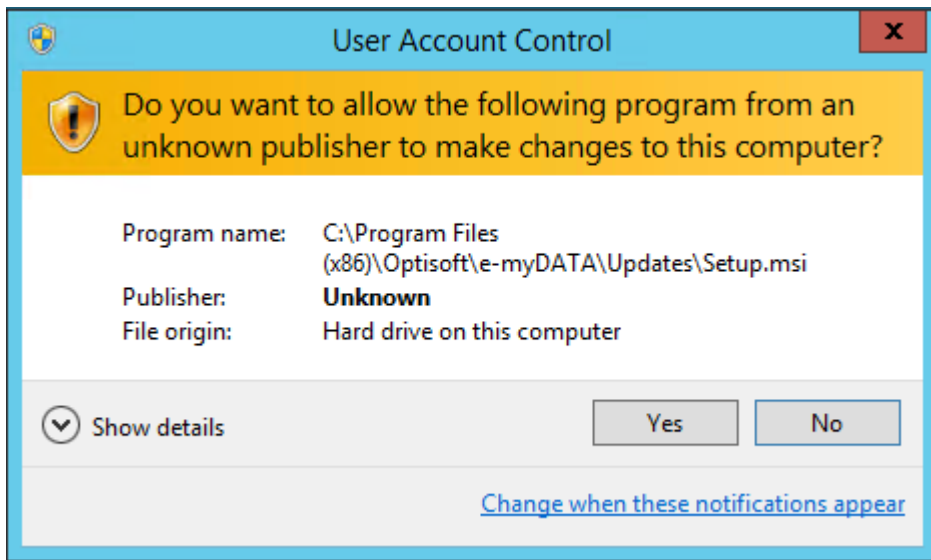 User Account Control
x
Do you want to allow the following program from an
unknown publisher to make changes to this computer?
Program name: C:\Program Files
(x86)\Optisoft\e-myDATA\Updates\Setup.msi
Publisher: Unknown
File origin: Hard drive on this computer
Show details Yes No
Change when these notifications appear